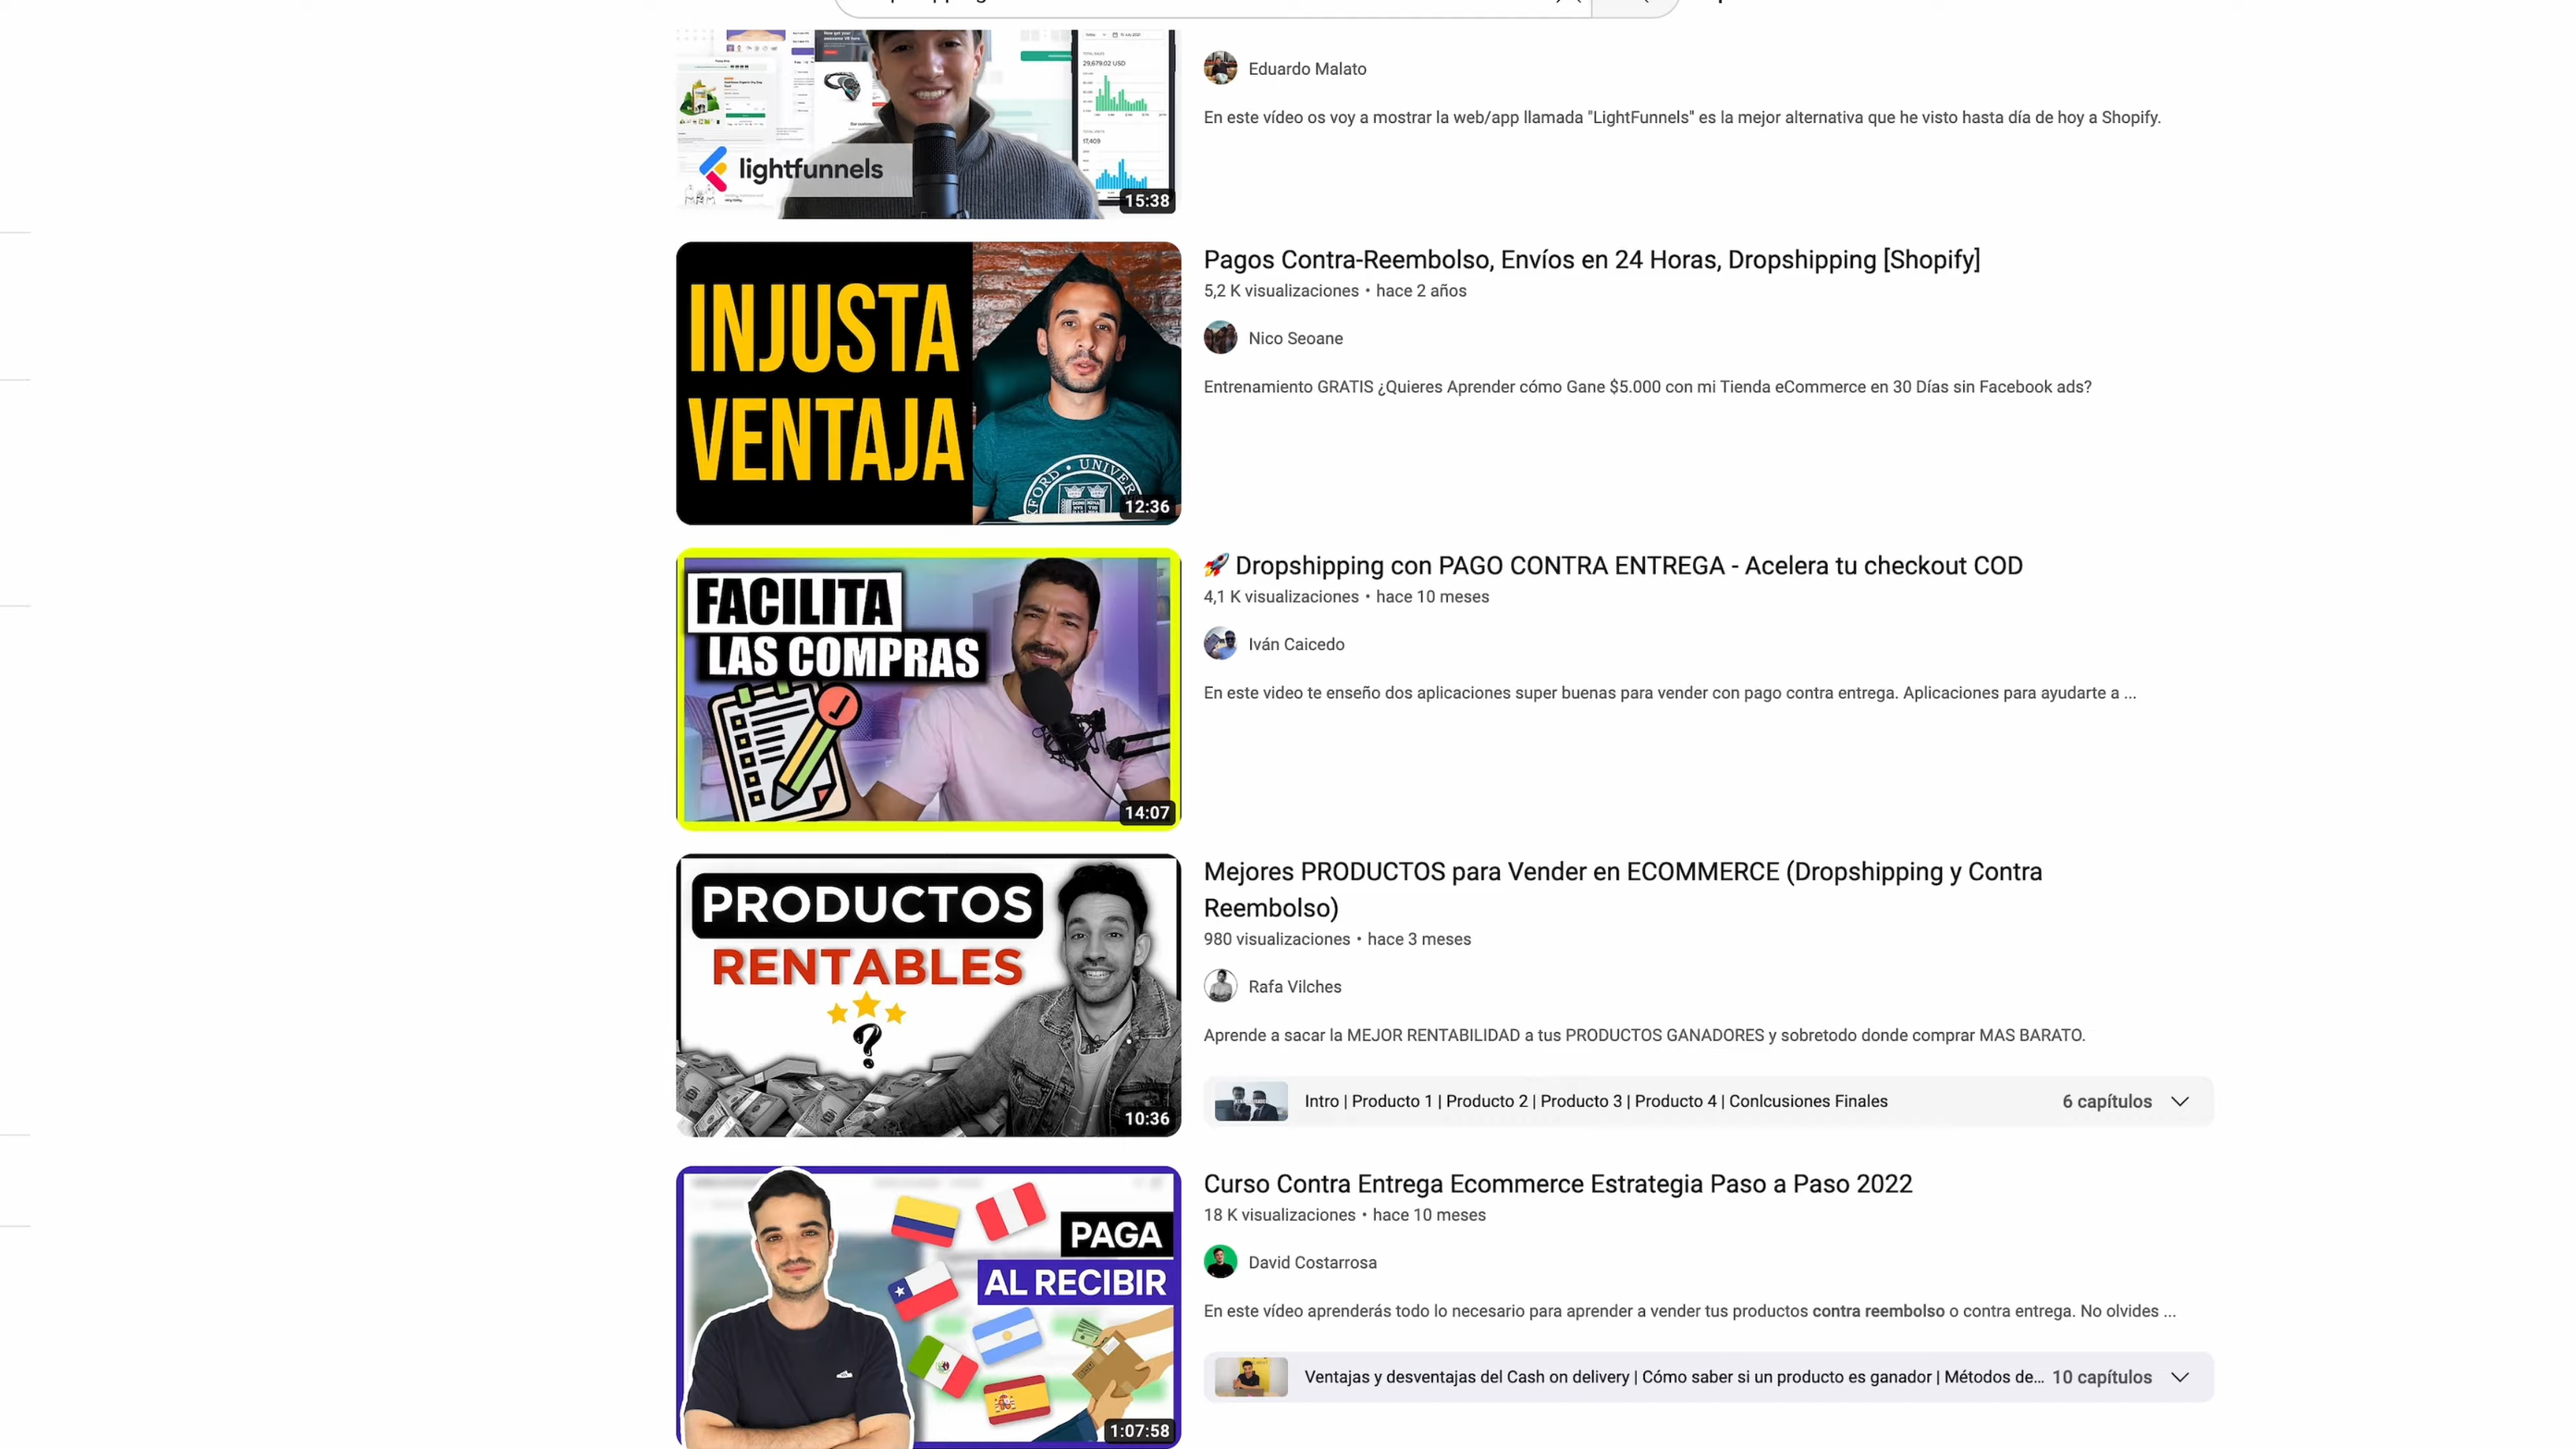 29,679.02 USD
17,409
lightfunnels
15:38
Eduardo Malato
En este vídeo os voy a mostrar la web/app llamada "LightFunnels" es la mejor alternativa que he visto hasta día de hoy a Shopify.
INJUSTA
VENTAJA
12:36
Pagos Contra-Reembolso, Envíos en 24 Horas, Dropshipping [Shopify]
5,2 K visualizaciones • hace 2 años
Nico Seoane
Entrenamiento GRATIS ¿Quieres Aprender cómo Gane $5.000 con mi Tienda eCommerce en 30 Días sin Facebook ads?
FACILITA
LAS COMPRAS
14:07
🚀 Dropshipping con PAGO CONTRA ENTREGA - Acelera tu checkout COD
4,1 K visualizaciones • hace 10 meses
Iván Caicedo
En este video te enseño dos aplicaciones super buenas para vender con pago contra entrega. Aplicaciones para ayudarte a ...
PRODUCTOS
RENTABLES
?
10:36
Mejores PRODUCTOS para Vender en ECOMMERCE (Dropshipping y Contra
Reembolso)
980 visualizaciones • hace 3 meses
Rafa Vilches
Aprende a sacar la MEJOR RENTABILIDAD a tus PRODUCTOS GANADORES y sobretodo donde comprar MAS BARATO.
Intro | Producto 1 | Producto 2 | Producto 3 | Producto 4 | Conlcusiones Finales
6 capítulos
PAGA
AL RECIBIR
1:07:58
Curso Contra Entrega Ecommerce Estrategia Paso a Paso 2022
18 K visualizaciones • hace 10 meses
David Costarrosa
En este vídeo aprenderás todo lo necesario para aprender a vender tus productos contra reembolso o contra entrega. No olvides ...
Ventajas y desventajas del Cash on delivery | Cómo saber si un producto es ganador | Métodos de...
10 capítulos